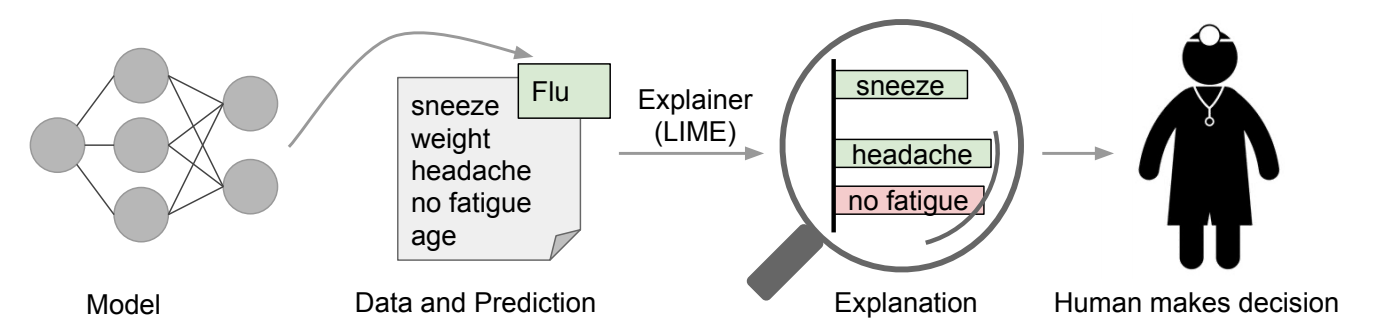 Flu
sneeze
weight
headache
no fatigue
age
Explainer
(LIME)
sneeze
headache
no fatigue
Model
Data and Prediction
Explanation
Human makes decision